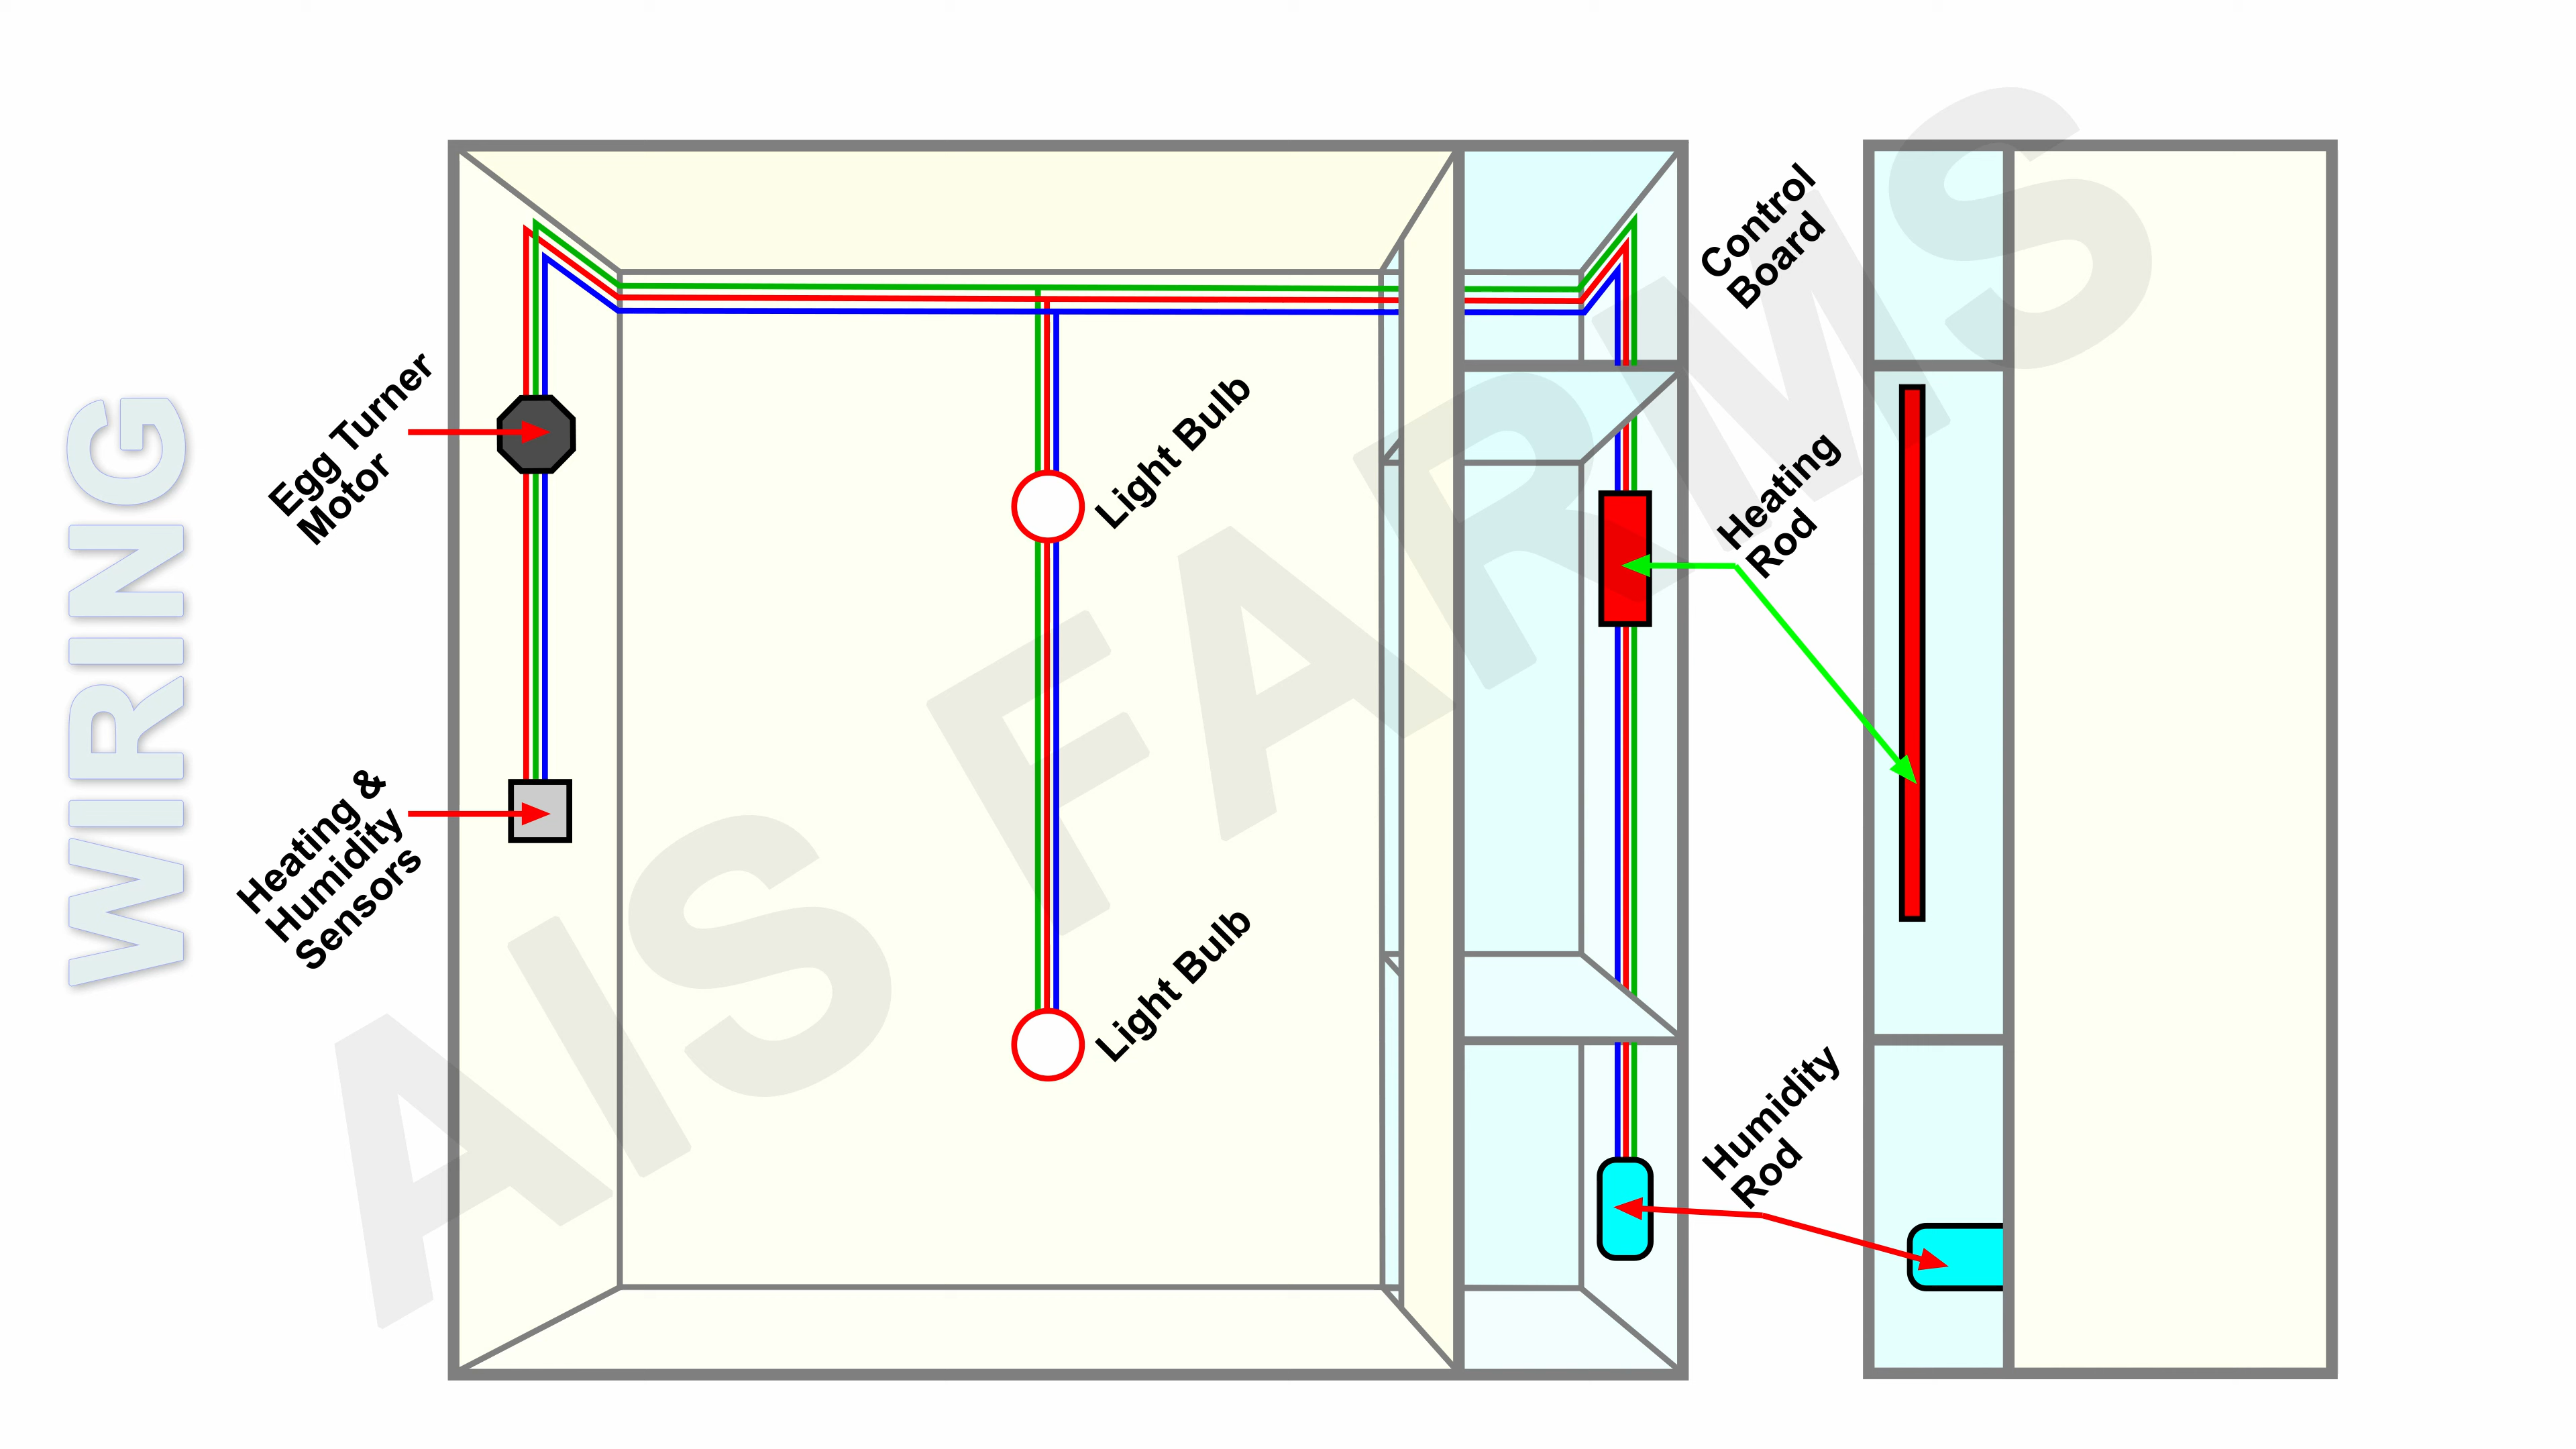 WIRING
Egg Turner
Motor
Heating &
Humidity
Sensors
Light Bulb
Light Bulb
Control
Board
Heating
Rod
Humidity
Rod
AIS FARMS